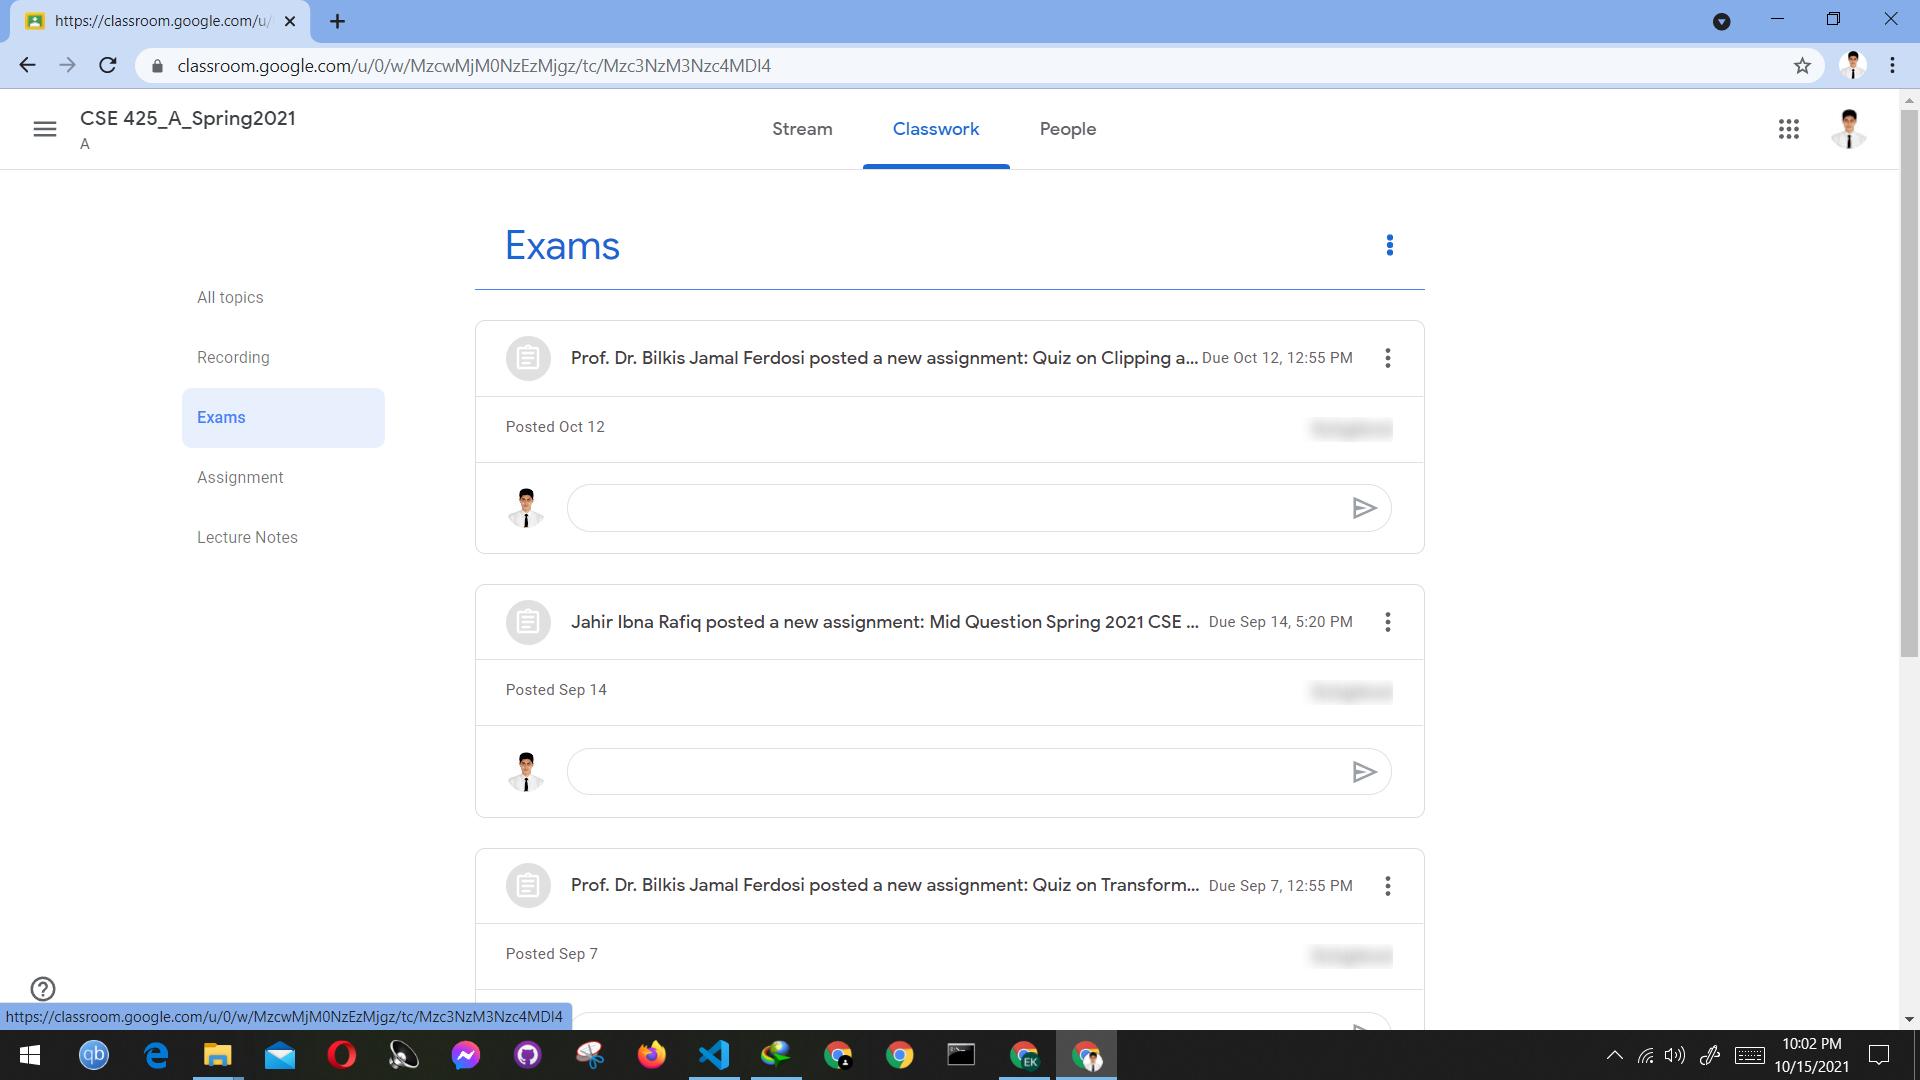 https://classroom.google.com/u/
classroom.google.com/u/0/w/MzcwMjM0NzEzMjgz/tc/Mzc3NzM3Nzc4MDI4
CSE 425_A_Spring2021
A
Stream
Classwork
People
Exams
All topics
Recording
Exams
Assignment
Lecture Notes
Prof. Dr. Bilkis Jamal Ferdosi posted a new assignment: Quiz on Clipping a... Due Oct 12, 12:55 PM
Posted Oct 12
Jahir Ibna Rafiq posted a new assignment: Mid Question Spring 2021 CSE ... Due Sep 14, 5:20 PM
Posted Sep 14
Prof. Dr. Bilkis Jamal Ferdosi posted a new assignment: Quiz on Transform... Due Sep 7, 12:55 PM
Posted Sep 7
https://classroom.google.com/u/0/w/MzcwMjM0NzEzMjgz/tc/Mzc3NzM3Nzc4MDI4
qb
EK
10:02 PM
10/15/2021